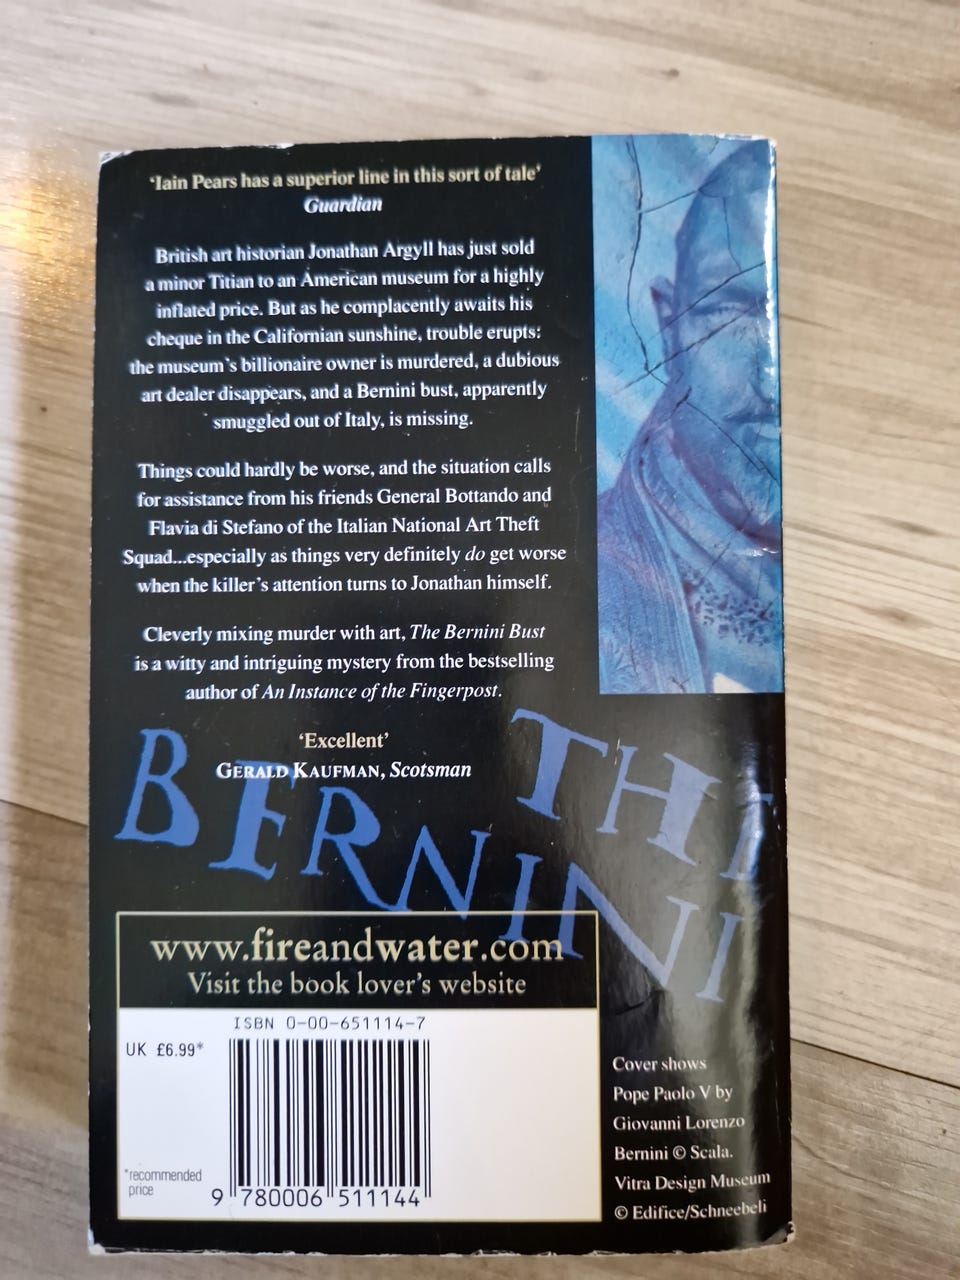 ‘Iain Pears has a superior line in this sort of tale’
Guardian
British art historian Jonathan Argyll has just sold
a minor Titian to an American museum for a highly
inflated price. But as he complacently awaits his
cheque in the Californian sunshine, trouble erupts:
the museum’s billionaire owner is murdered, a dubious
art dealer disappears, and a Bernini bust, apparently
smuggled out of Italy, is missing.
Things could hardly be worse, and the situation calls
for assistance from his friends General Bottando and
Flavia di Stefano of the Italian National Art Theft
Squad...especially as things very definitely do get worse
when the killer’s attention turns to Jonathan himself.
Cleverly mixing murder with art, The Bernini Bust
is a witty and intriguing mystery from the bestselling
author of An Instance of the Fingerpost.
‘Excellent’
GERALD KAUFMAN, Scotsman
THE
BERNINI
www.fireandwater.com
Visit the book lover’s website
ISBN 0-00-651114-7
UK £6.99*
*recommended
price
9 780006 511144
Cover shows
Pope Paolo V by
Giovanni Lorenzo
Bernini © Scala.
Vitra Design Museum
© Edifice/Schneebeli